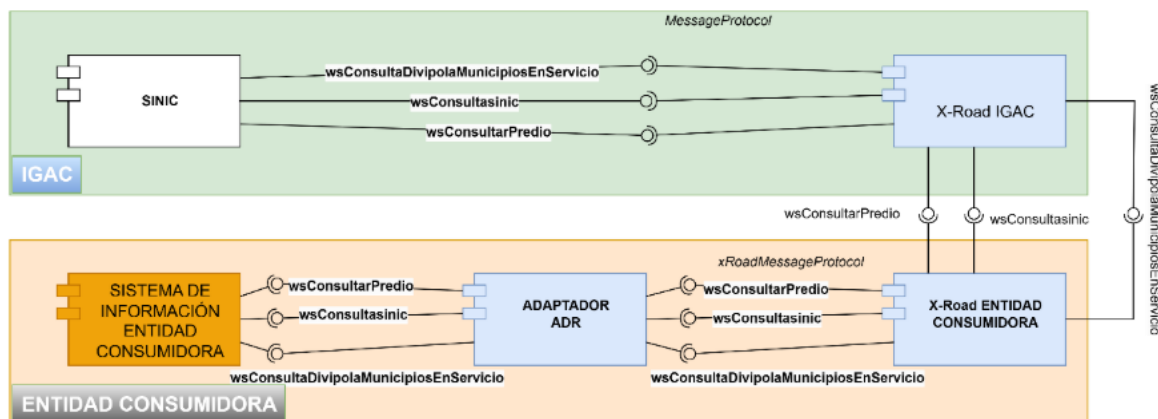 MessageProtocol
wsConsultaDivipolaMunicipiosEnServicio
SINIC
wsConsultasinic
X-Road IGAC
wsConsultarPredio
IGAC
wsConsultaDivipolaMunicipiosEnServicio
wsConsultarPredio
wsConsultasinic
xRoadMessageProtocol
SISTEMA DE
INFORMACIÓN
ENTIDAD
CONSUMIDORA
wsConsultarPredio
wsConsultasinic
wsConsultaDivipolaMunicipiosEnServicio
ADAPTADOR
ADR
wsConsultarPredio
wsConsultasinic
wsConsultaDivipolaMunicipiosEnServicio
X-Road ENTIDAD
CONSUMIDORA
ENTIDAD CONSUMIDORA